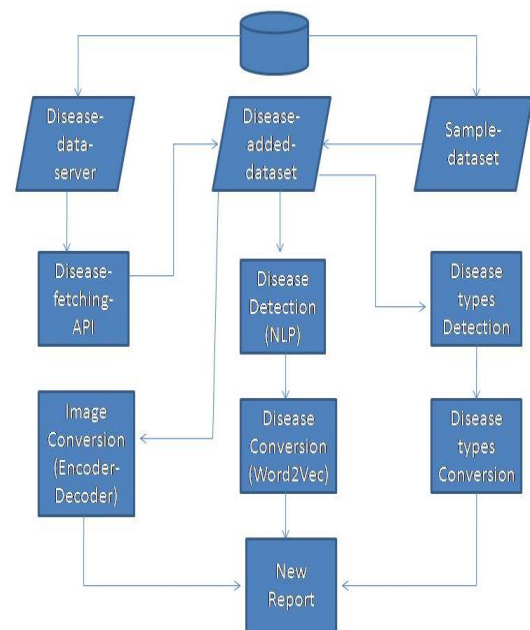 Disease-
data-
server
Disease-
added-
dataset
Sample-
dataset
Disease-
fetching-
API
Disease
Detection
(NLP)
Disease
types
Detection
Image
Conversion
(Encoder-
Decoder)
Disease
Conversion
(Word2Vec)
Disease
types
Conversion
New
Report